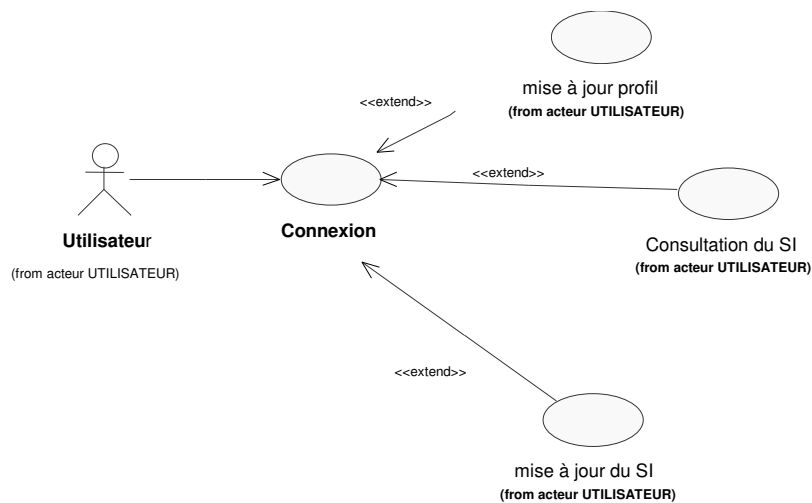 mise à jour profil
(from acteur UTILISATEUR)
<<extend>>
<<extend>>
Utilisateur
(from acteur UTILISATEUR)
Connexion
Consultation du SI
(from acteur UTILISATEUR)
<<extend>>
mise à jour du SI
(from acteur UTILISATEUR)